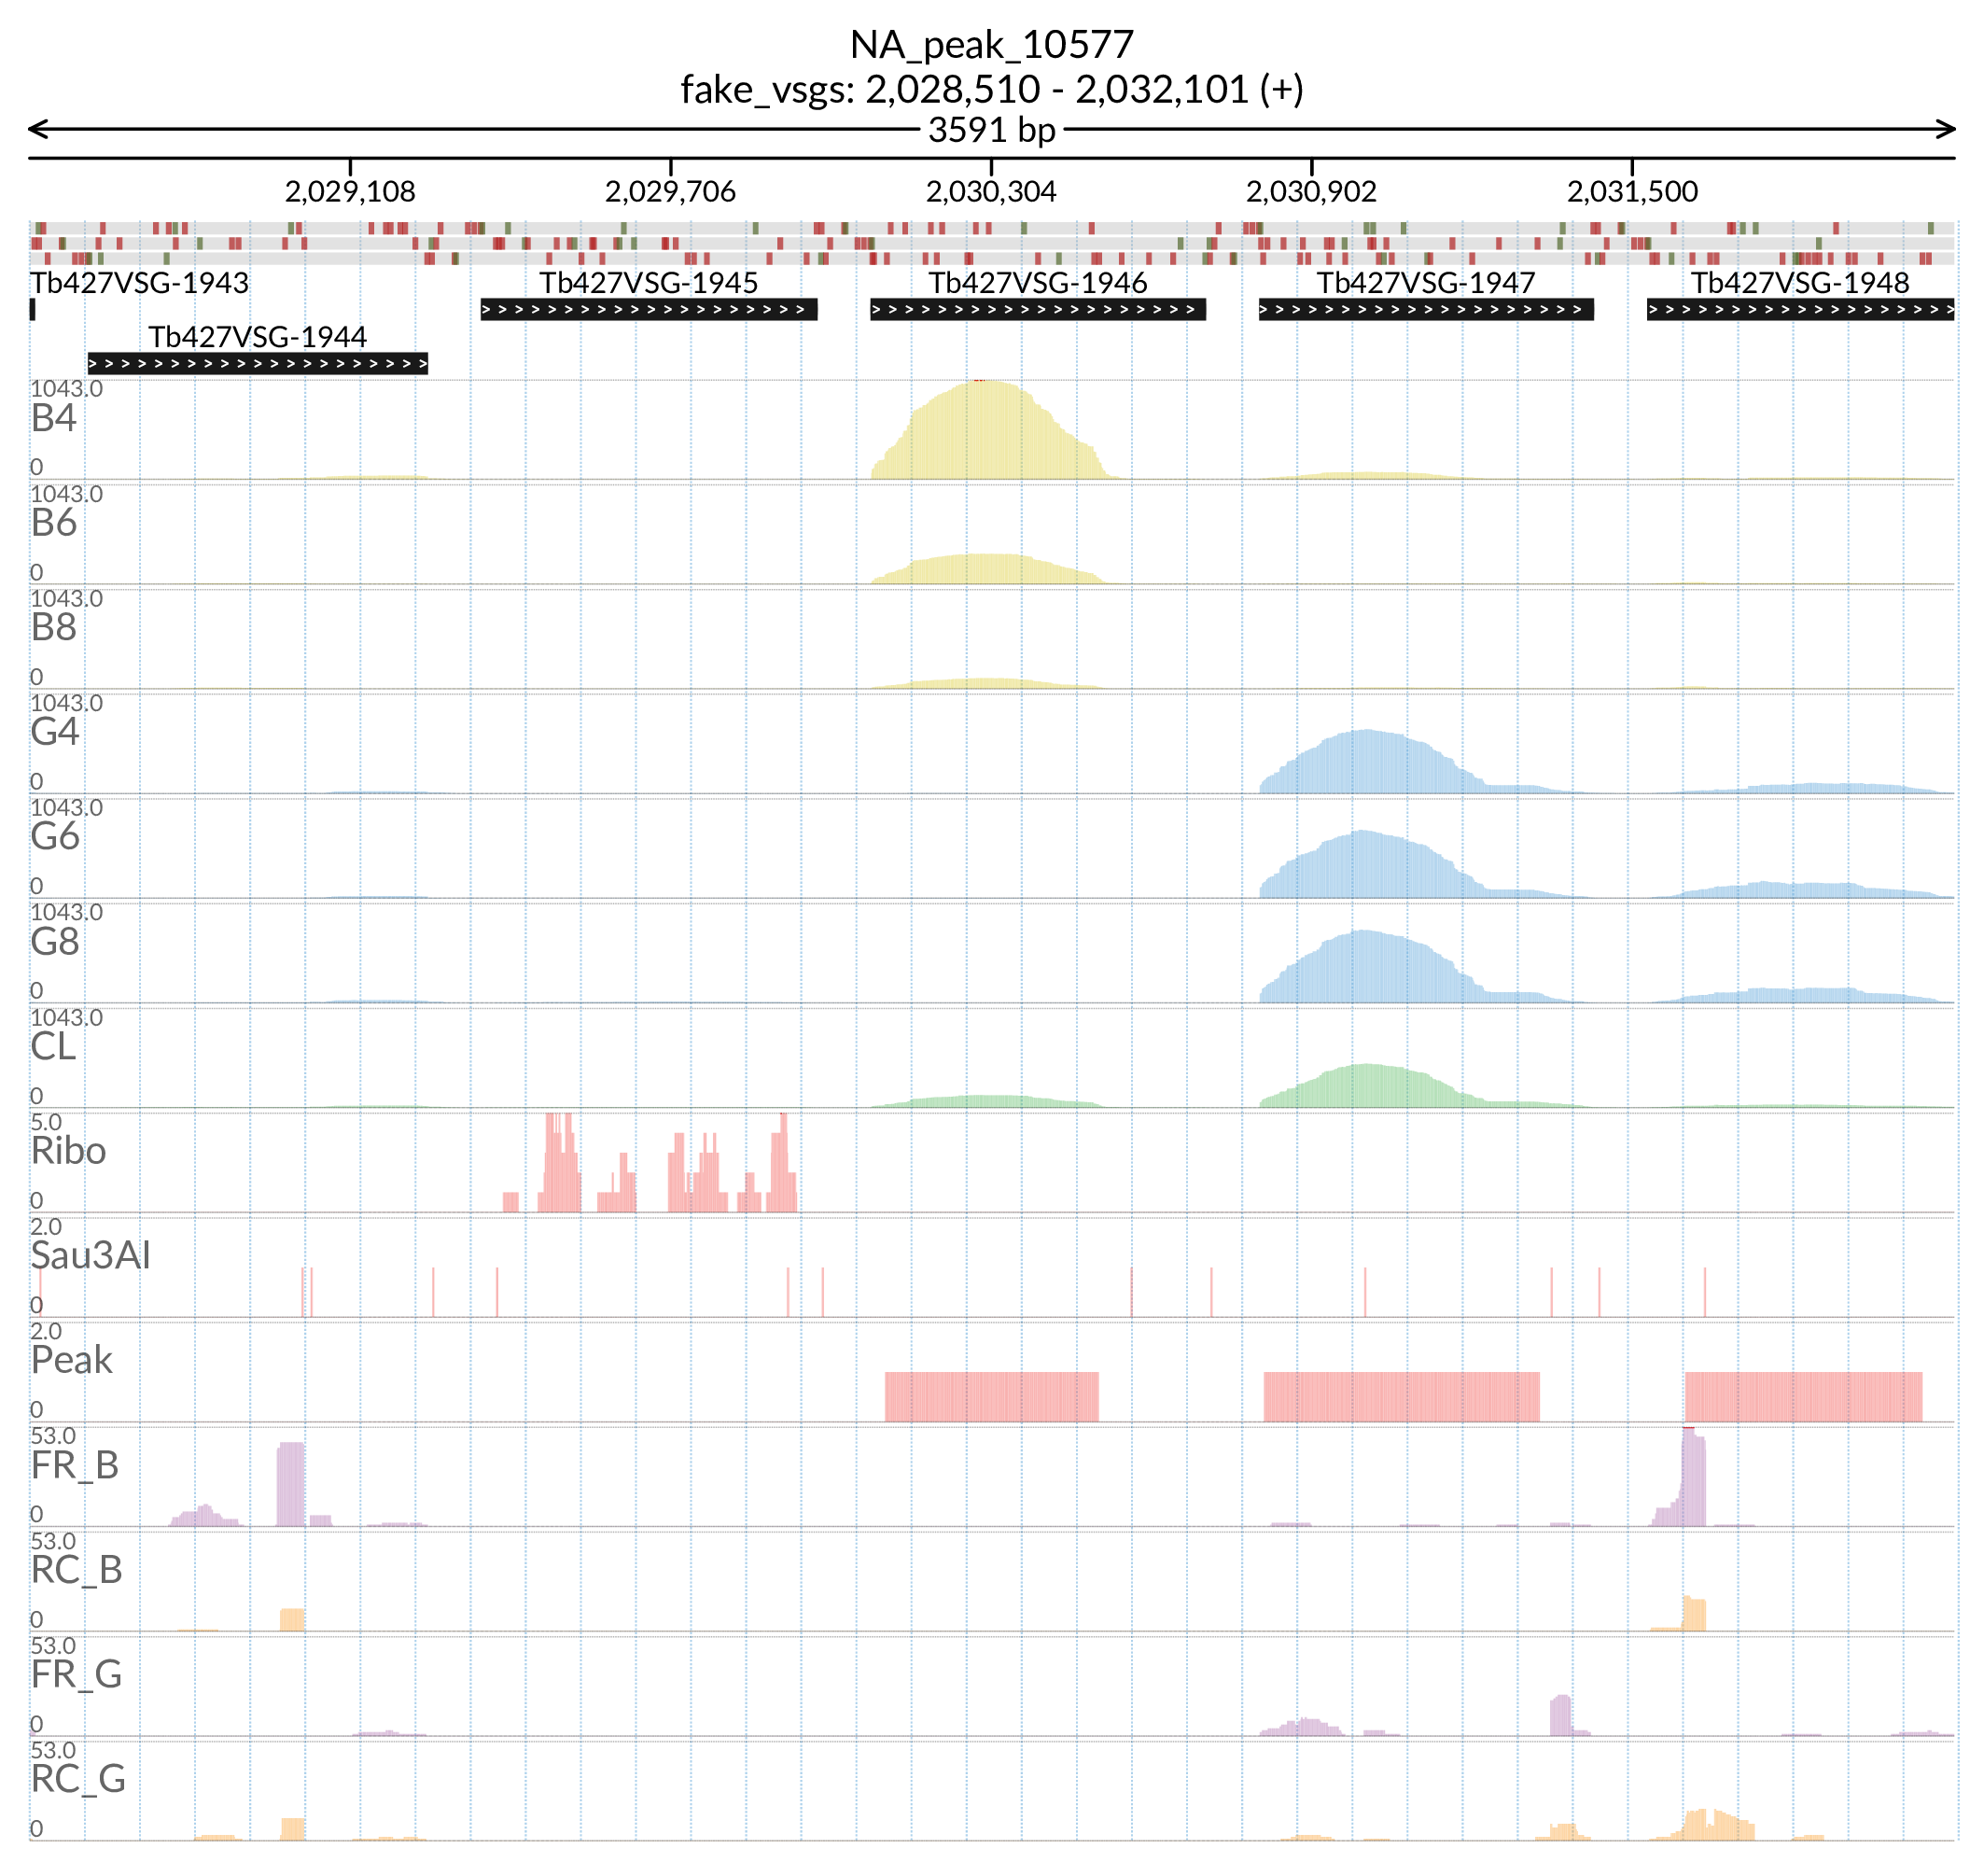 NA_peak_10577
fake_vsgs: 2,028,510 - 2,032,101 (+)
3591 bp
2,029,108 2,029,706 2,030,304 2,030,902 2,031,500
Tb427VSG-1943 Tb427VSG-1945 Tb427VSG-1946 Tb427VSG-1947 Tb427VSG-1948
Tb427VSG-1944
1043.0
B4
0
1043.0
B6
0
1043.0
B8
0
1043.0
G4
0
1043.0
G6
0
1043.0
G8
0
1043.0
CL
0
5.0
Ribo
0
2.0
Sau3AI
0
2.0
Peak
0
53.0
FR_B
0
53.0
RC_B
0
53.0
FR_G
0
53.0
RC_G
0